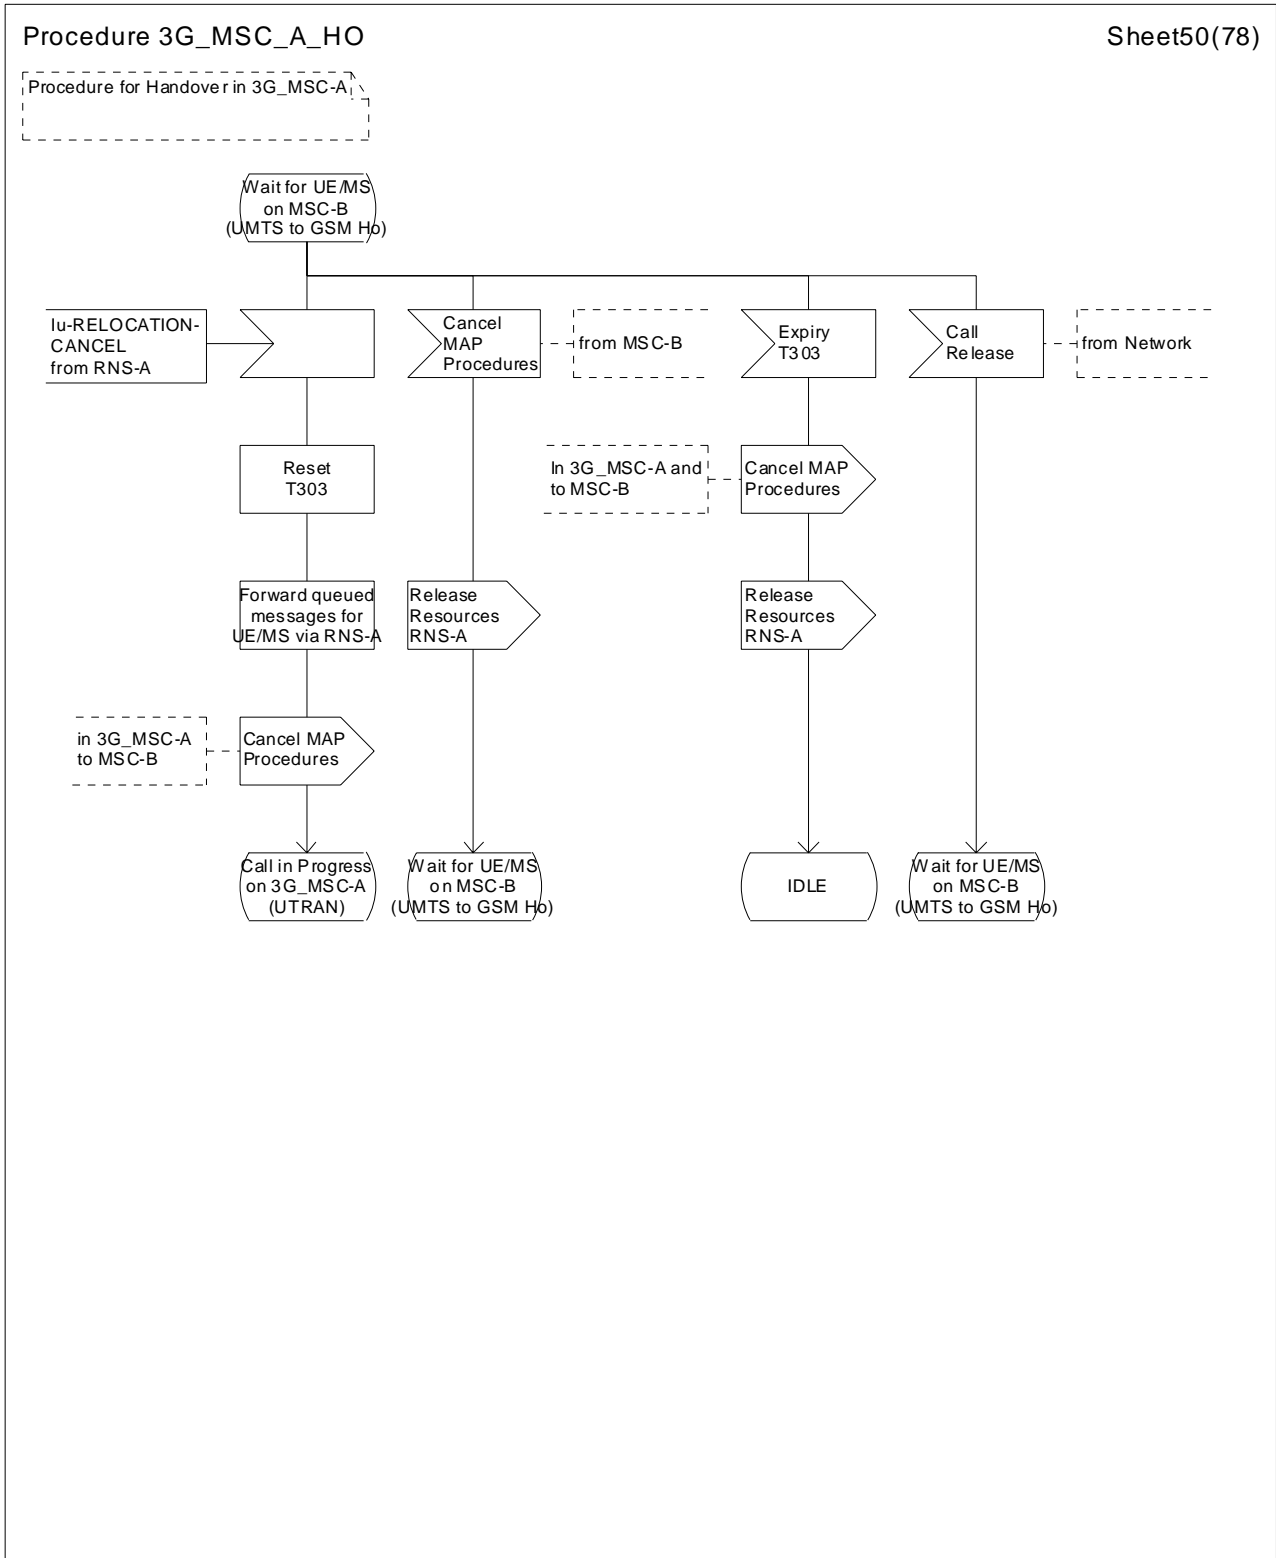 Procedure 3G_MSC_A_HO
Sheet50(78)
Procedure for Handover in 3G_MSC-A
Wait for UE/MS
on MSC-B
(UMTS to GSM Ho)
Iu-RELOCATION-
CANCEL
from RNS-A
Cancel
MAP
Procedures
from MSC-B
Expiry
T303
Call
Release
from Network
Reset
T303
In 3G_MSC-A and
to MSC-B
Cancel MAP
Procedures
Forward queued
messages for
UE/MS via RNS-A
Release
Resources
RNS-A
Release
Resources
RNS-A
in 3G_MSC-A
to MSC-B
Cancel MAP
Procedures
Call in Progress
on 3G_MSC-A
(UTRAN)
Wait for UE/MS
on MSC-B
(UMTS to GSM Ho)
IDLE
Wait for UE/MS
on MSC-B
(UMTS to GSM Ho)